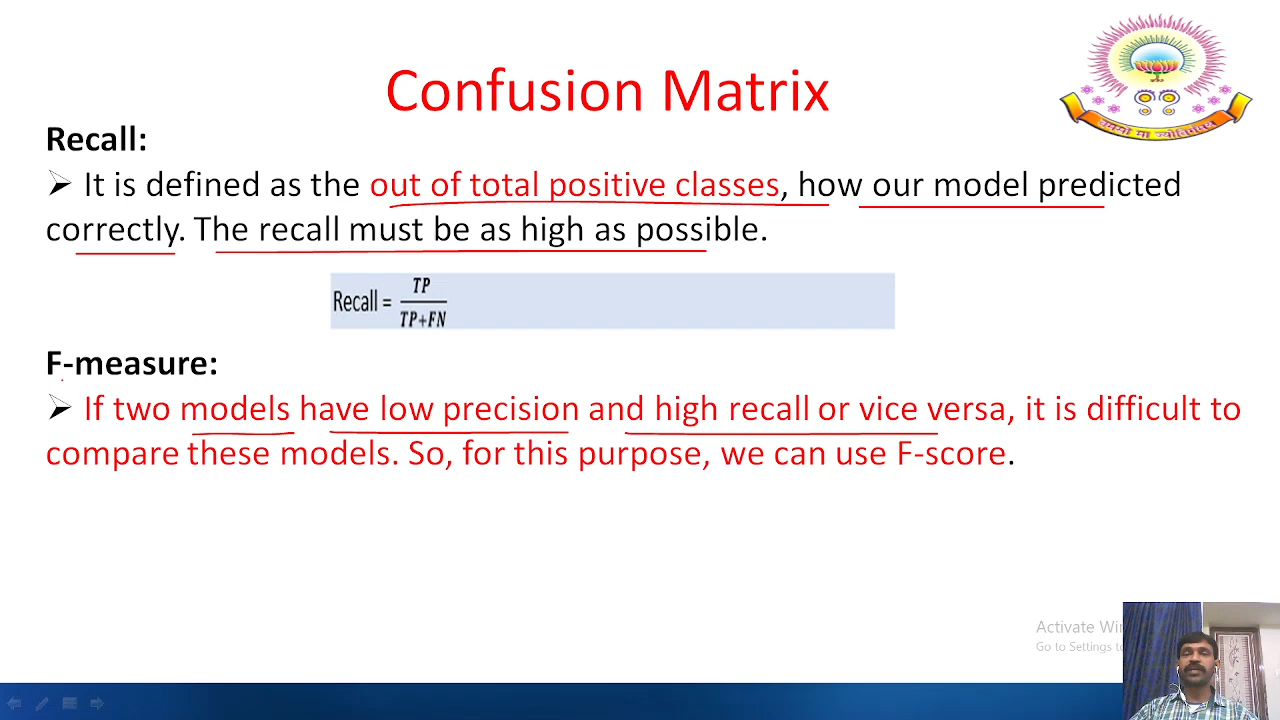 Confusion Matrix
तमसो मा ज्योतिर्गमय
Recall:
➢ It is defined as the out of total positive classes, how our model predicted
correctly. The recall must be as high as possible.
Recall = TP
TP+FN
F-measure:
➢ If two models have low precision and high recall or vice versa, it is difficult to
compare these models. So, for this purpose, we can use F-score.
Activate Wi
Go to Settings t